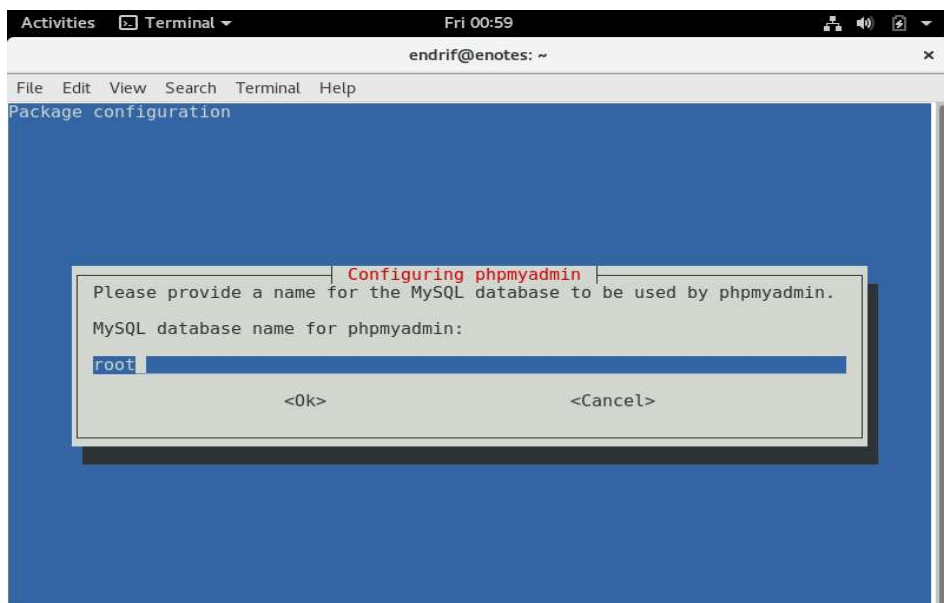 Activities Terminal Fri 00:59
endrif@enotes: ~ ×
File Edit View Search Terminal Help
Package configuration
Configuring phpmyadmin
Please provide a name for the MySQL database to be used by phpmyadmin.
MySQL database name for phpmyadmin:
root
<Ok> <Cancel>